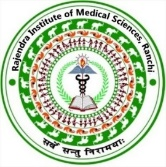 Rajendra Institute of Medical Sciences, Ranchi
सर्वे सन्तु निरामयाः